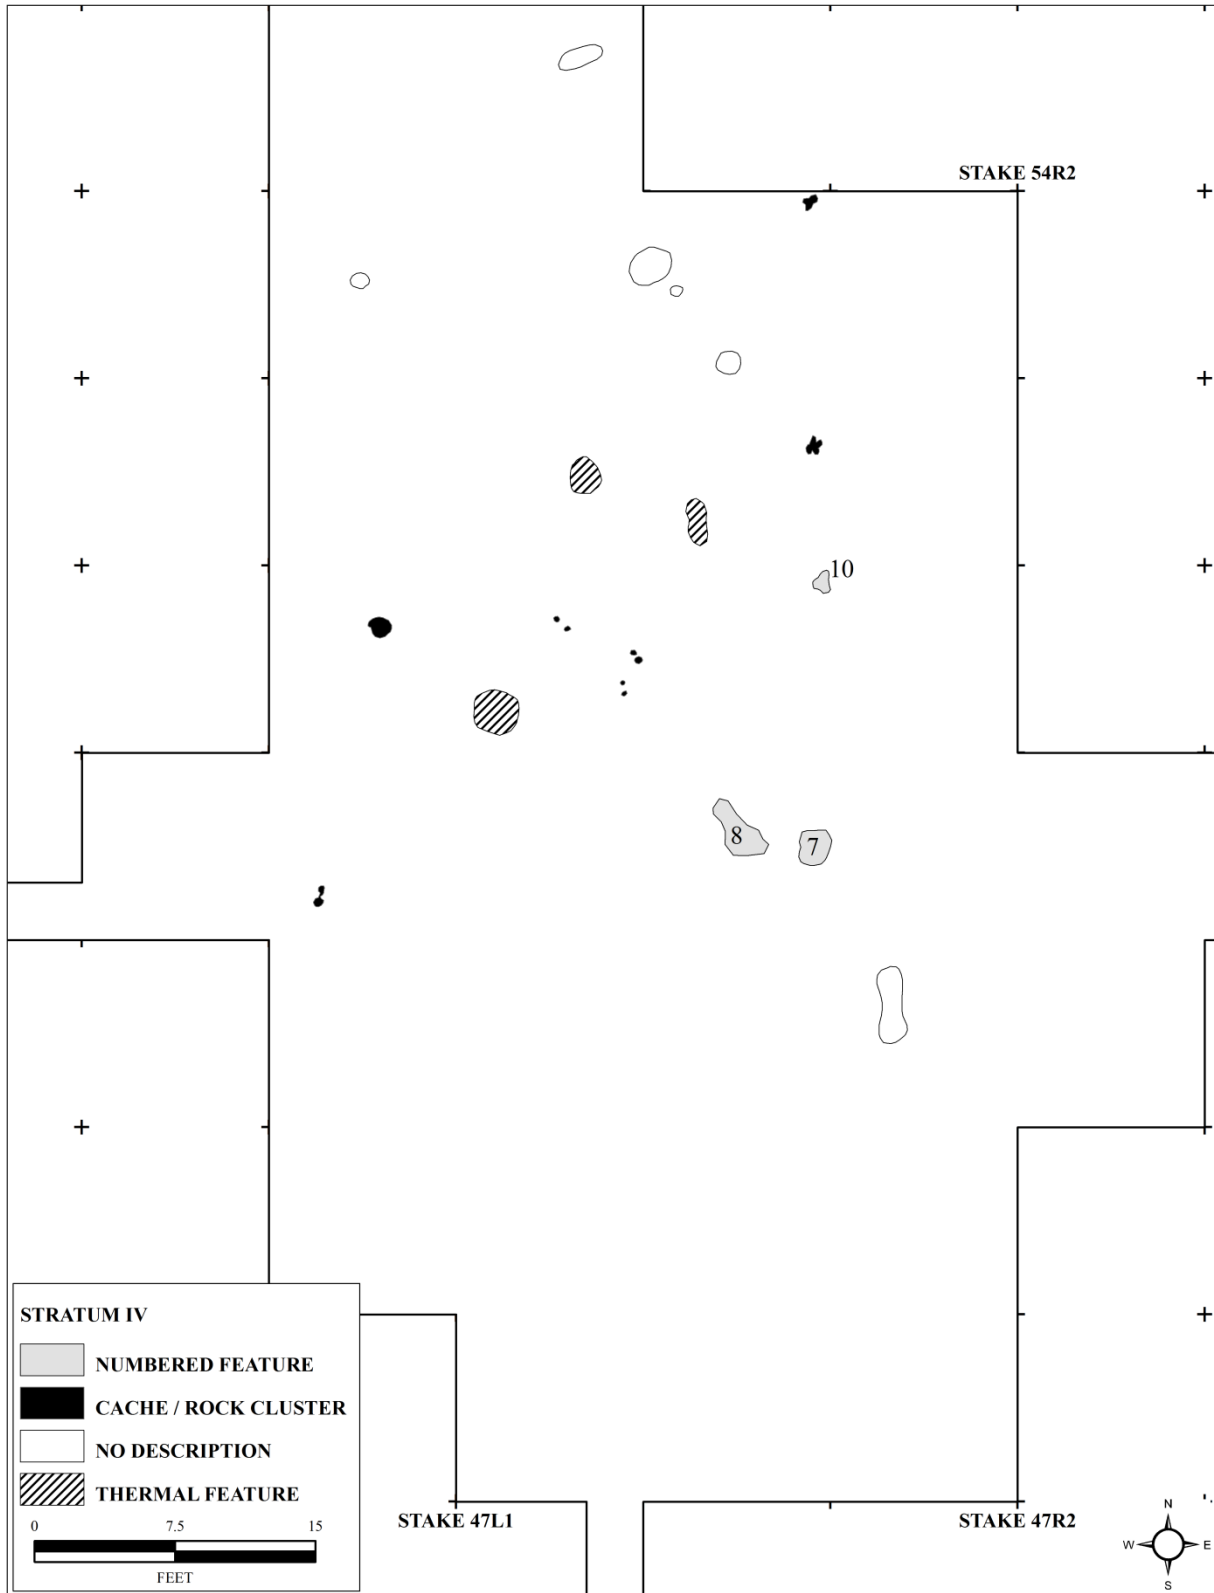 STAKE 54R2
10
8
7
STRATUM IV
NUMBERED FEATURE
CACHE / ROCK CLUSTER
NO DESCRIPTION
THERMAL FEATURE
0 7.5 15
FEET
STAKE 47L1
STAKE 47R2
N
W E
S